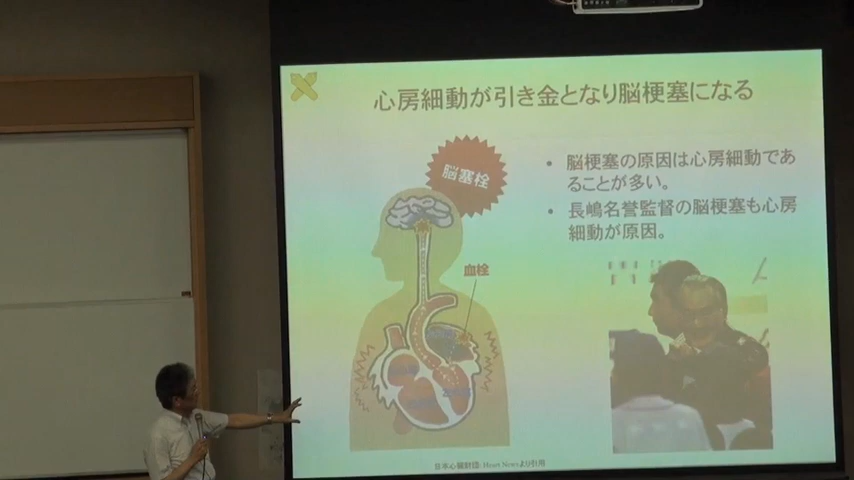 心房細動が引き金となり脳梗塞になる
脳塞栓
血栓
• 脳梗塞の原因は心房細動であ
ることが多い。
• 長嶋名誉監督の脳梗塞も心房
細動が原因。
日本心臓財団: Heart Newsより引用